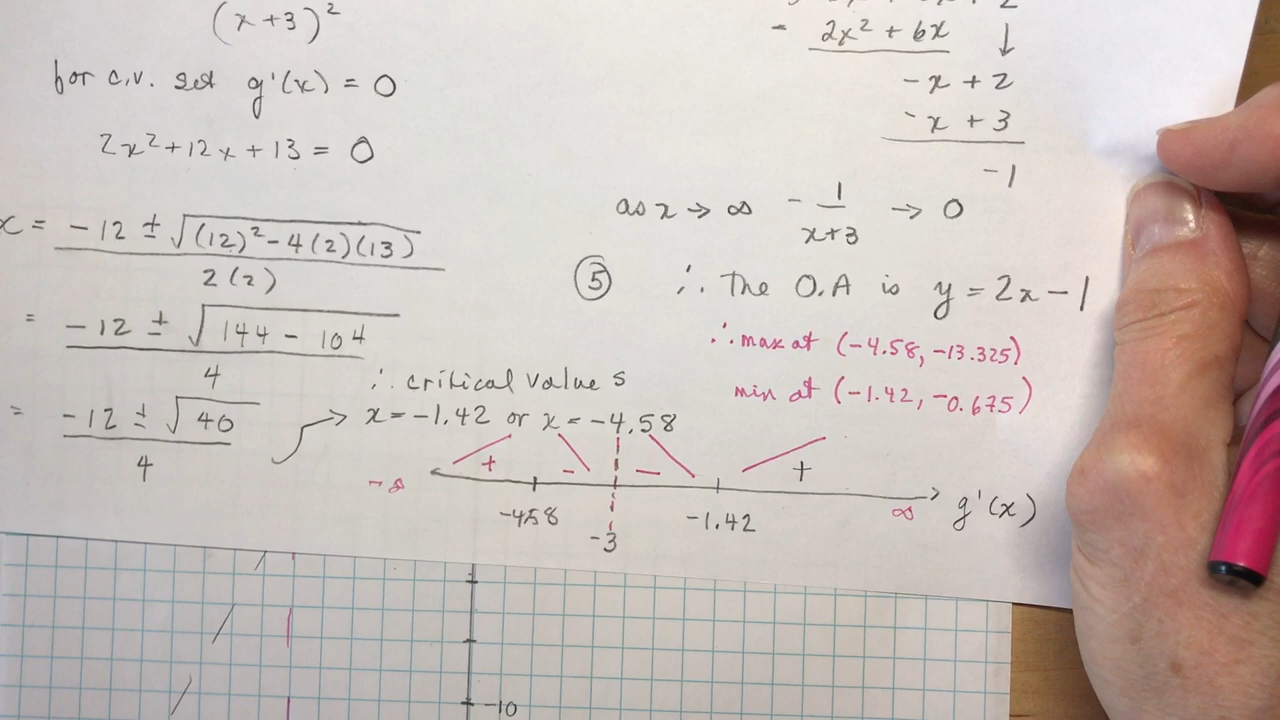 (x+3)²
for c.v. set g'(x) = 0
2x²+12x+13 = 0
x = -12 ± √(12)²-4(2)(13)
2(2)
= -12 ± √144 - 104
4
= -12 ± √40
4
∴ critical values
x = -1.42 or x = -4.58
- 2x² + 6x ↓
-x + 2
-x + 3
-1
as x → ∞ - 1/x+3 → 0
⑤ ∴ The O.A is y = 2x - 1
∴ max at (-4.58, -13.325)
min at (-1.42, -0.675)
+ - - +
-∞ -4.58 -3 -1.42 ∞ g'(x)
-10